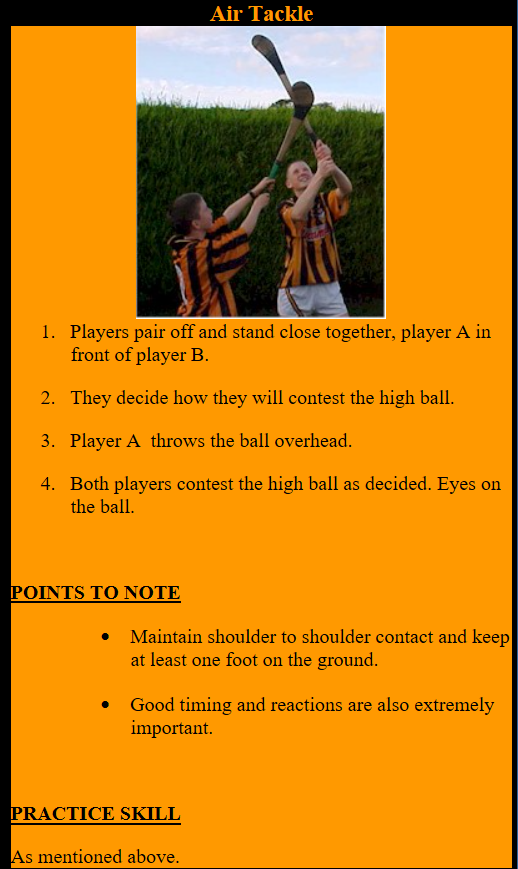 Air Tackle
1. Players pair off and stand close together, player A in
front of player B.
2. They decide how they will contest the high ball.
3. Player A  throws the ball overhead.
4. Both players contest the high ball as decided. Eyes on
the ball.
POINTS TO NOTE
• Maintain shoulder to shoulder contact and keep
at least one foot on the ground.
• Good timing and reactions are also extremely
important.
PRACTICE SKILL
As mentioned above.